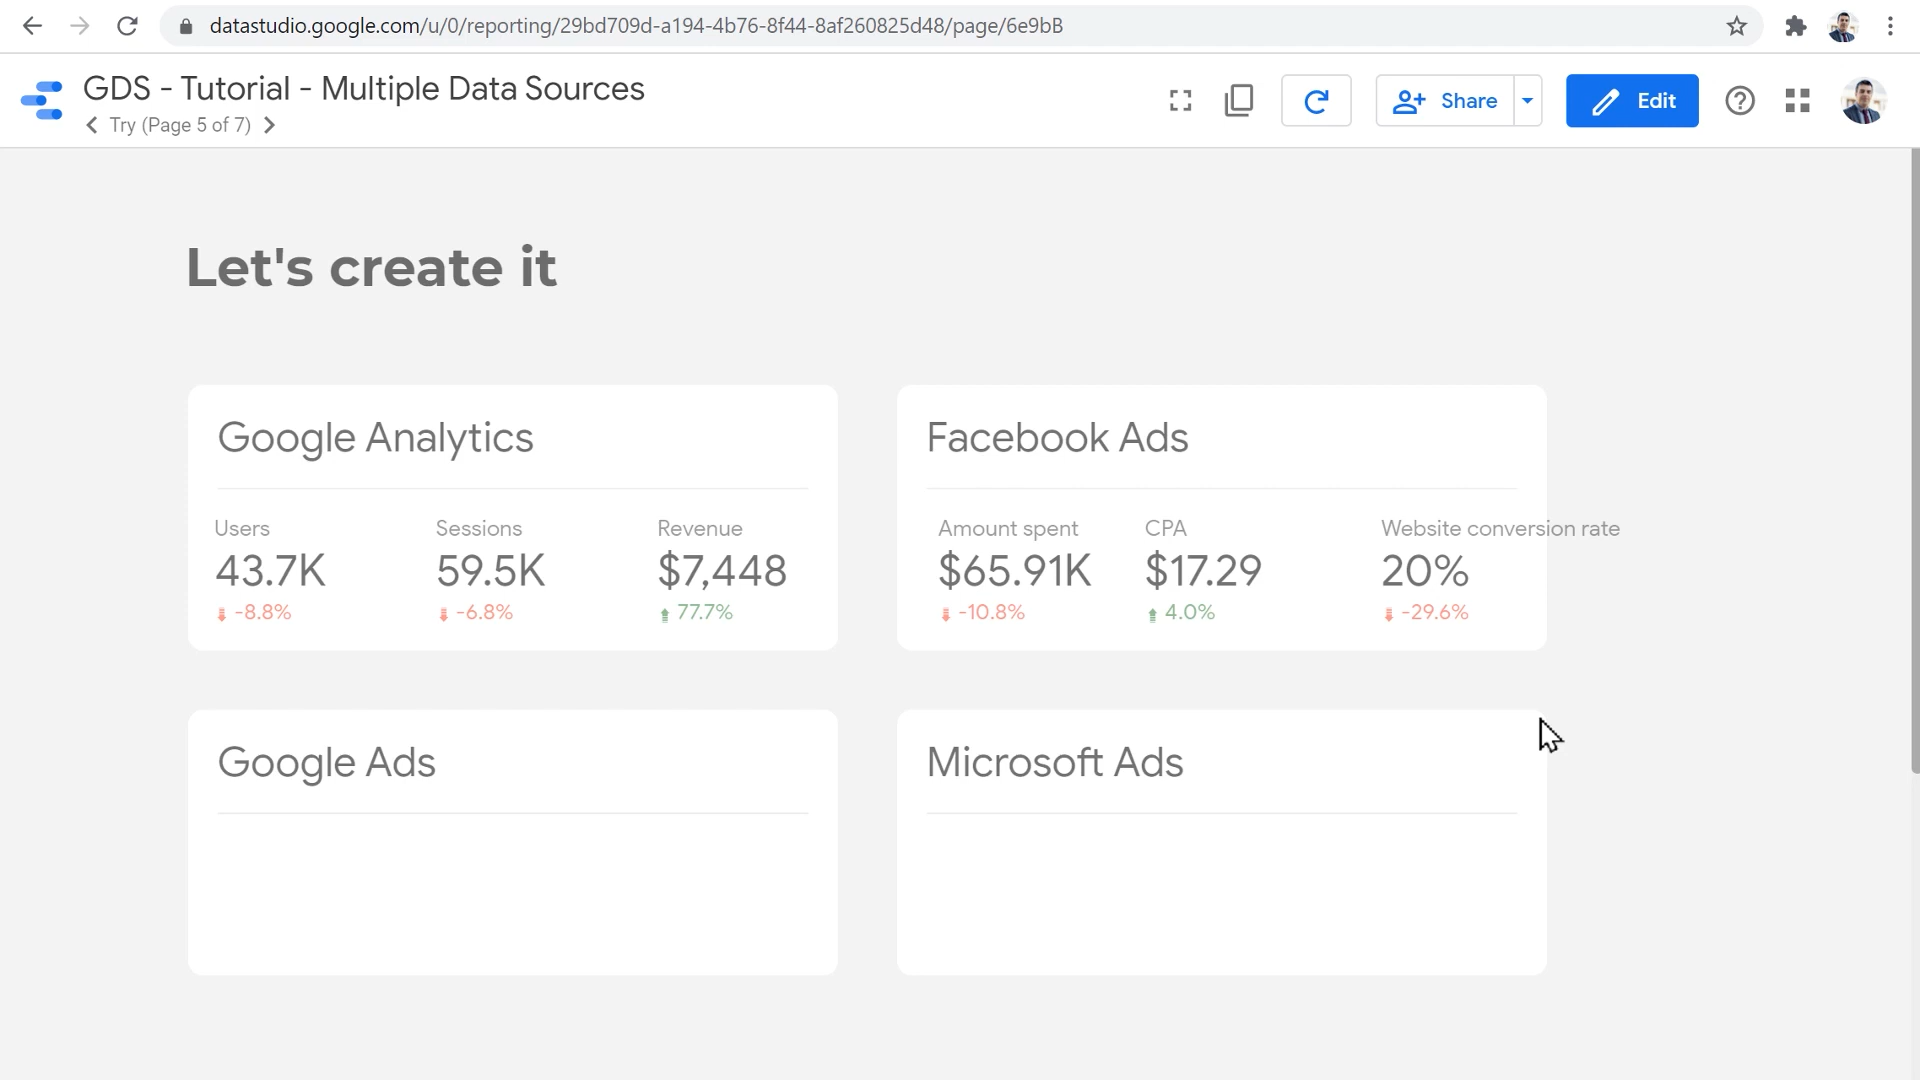 datastudio.google.com/u/0/reporting/29bd709d-a194-4b76-8f44-8af260825d48/page/6e9bB
GDS - Tutorial - Multiple Data Sources
Try (Page 5 of 7)
Share
Edit
Let's create it
Google Analytics
Users Sessions Revenue
43.7K 59.5K $7,448
-8.8% -6.8% 77.7%
Facebook Ads
Amount spent CPA Website conversion rate
$65.91K $17.29 20%
-10.8% 4.0% -29.6%
Google Ads
Microsoft Ads